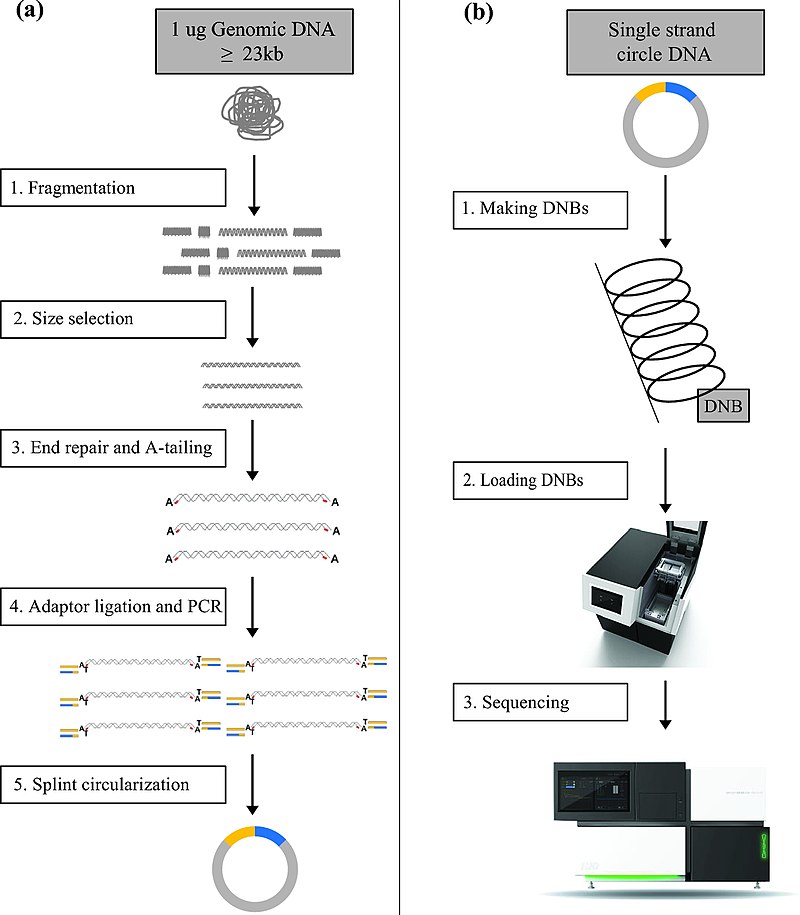 (a)
1 ug Genomic DNA
≥ 23kb
1. Fragmentation
2. Size selection
3. End repair and A-tailing
A A
A A
A A
4. Adaptor ligation and PCR
A T T A A T T A
A T T A A T T A
A T T A A T T A
5. Splint circularization
(b)
Single strand
circle DNA
1. Making DNBs
DNB
2. Loading DNBs
3. Sequencing